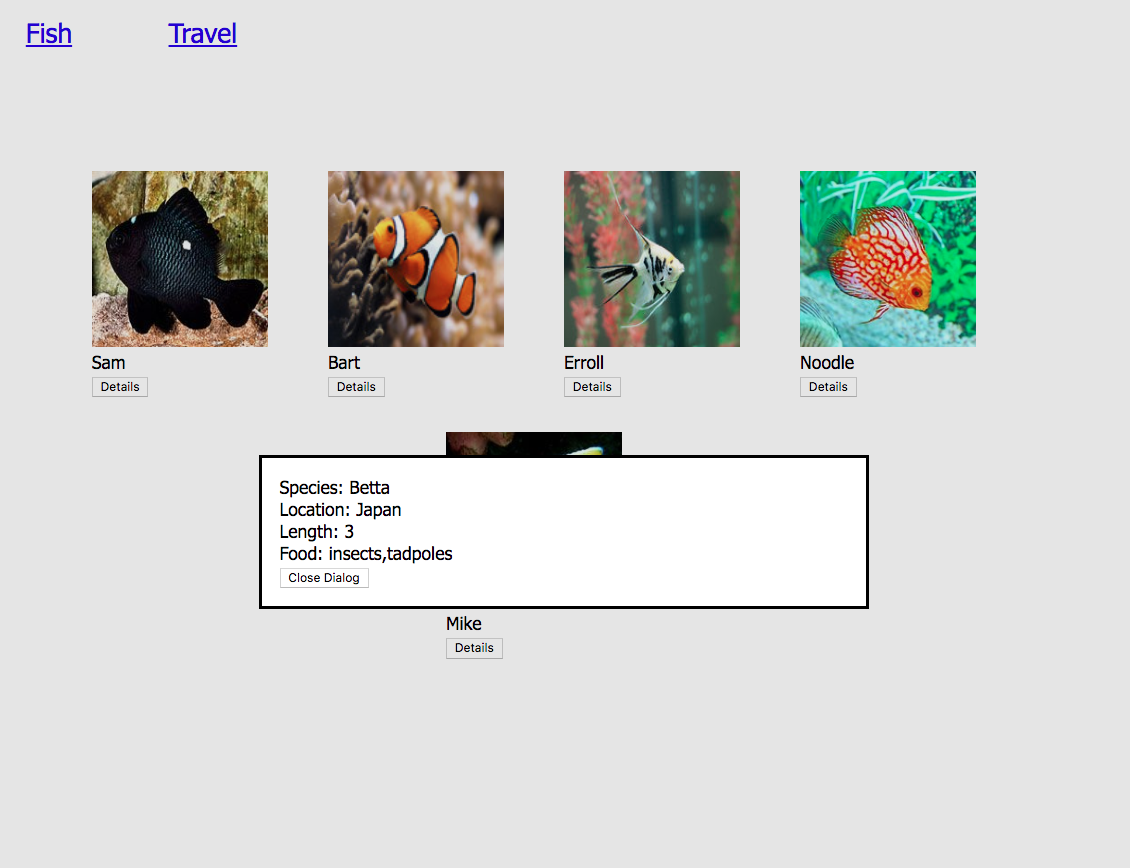 Fish Travel
Sam Bart Erroll Noodle
Details Details Details Details
Species: Betta
Location: Japan
Length: 3
Food: insects,tadpoles
Close Dialog
Mike
Details